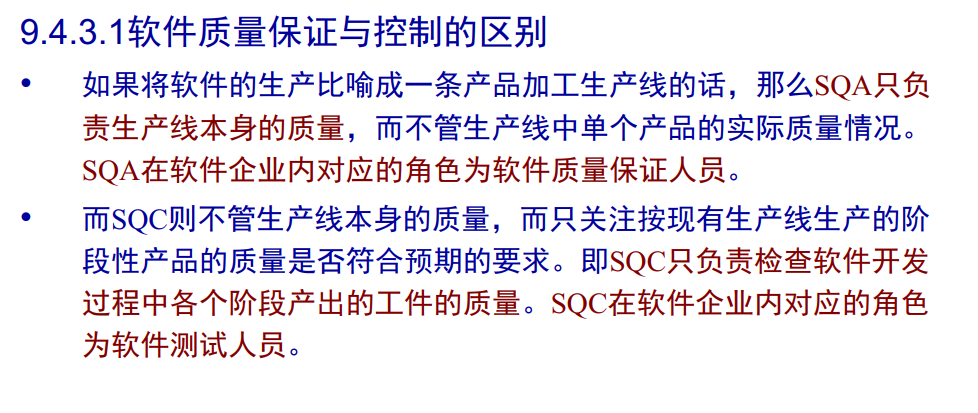 9.4.3.1软件质量保证与控制的区别
• 如果将软件的生产比喻成一条产品加工生产线的话，那么SQA只负
责生产线本身的质量，而不管生产线中单个产品的实际质量情况。
SQA在软件企业内对应的角色为软件质量保证人员。
• 而SQC则不管生产线本身的质量，而只关注按现有生产线生产的阶
段性产品的质量是否符合预期的要求。即SQC只负责检查软件开发
过程中各个阶段产出的工件的质量。SQC在软件企业内对应的角色
为软件测试人员。